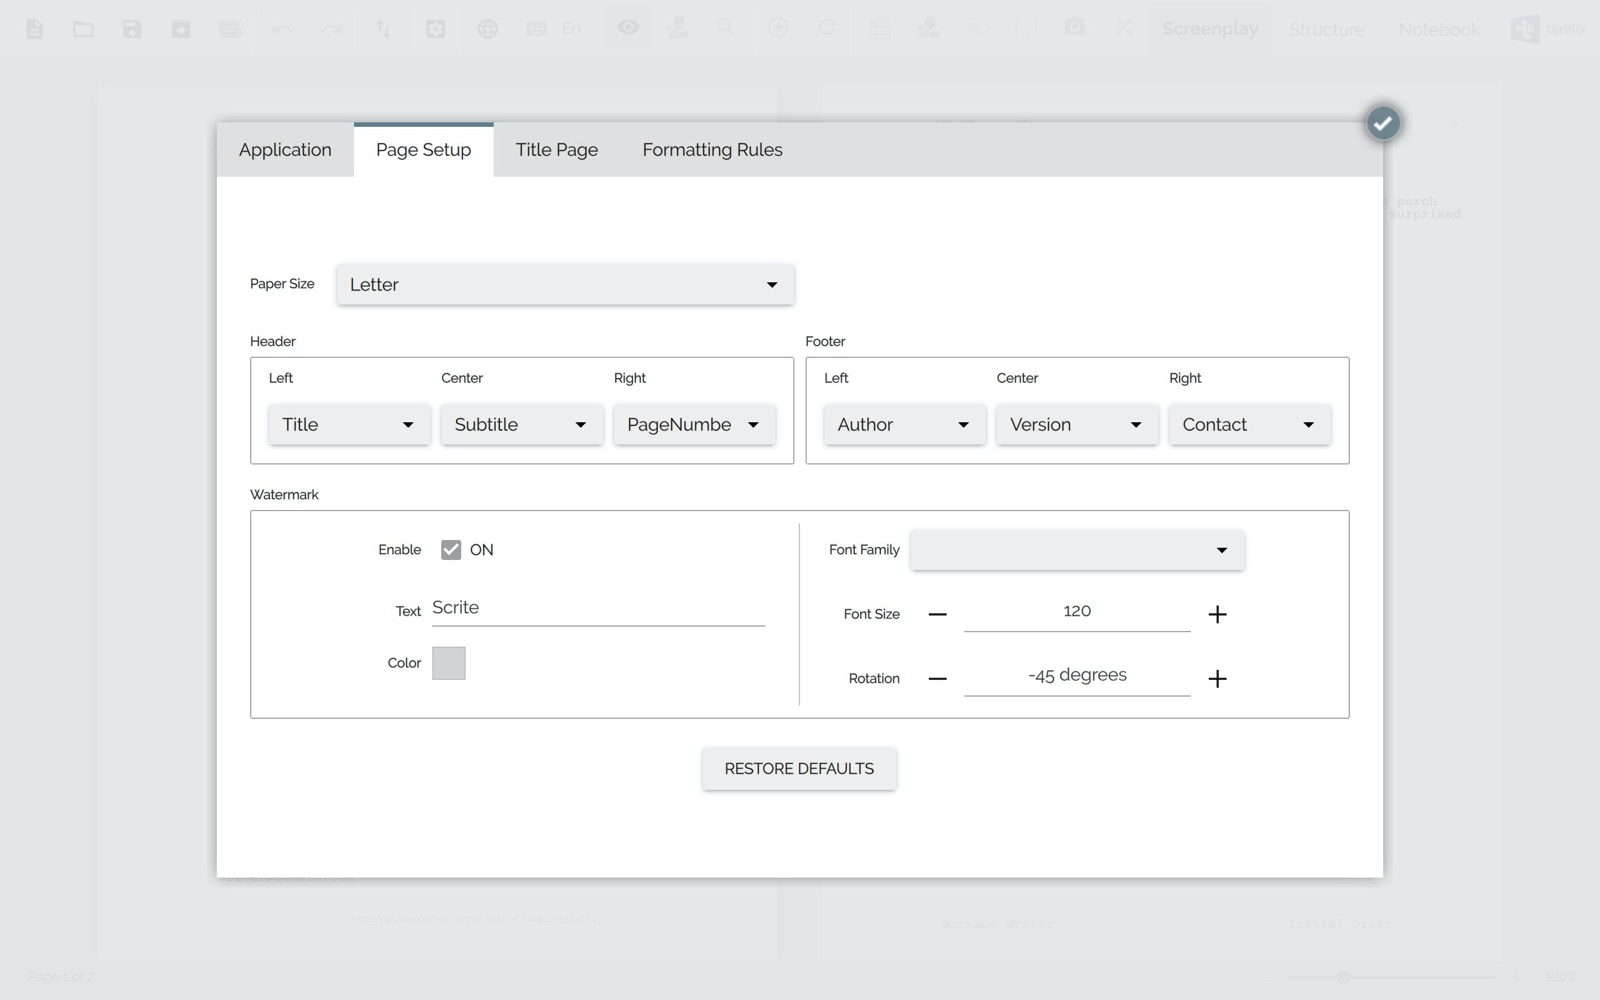 En
Screenplay
Structure
Notebook
teriflix
Application
Page Setup
Title Page
Formatting Rules
porch
surprised
Paper Size
Letter
Header
Footer
Left
Center
Right
Left
Center
Right
Title
Subtitle
PageNumbe
Author
Version
Contact
Watermark
Enable
ON
Font Family
Text
Scrite
Font Size
120
Color
Rotation
-45 degrees
RESTORE DEFAULTS
Wannabe Writer
Initial Draft
Page 1 of 2
100%